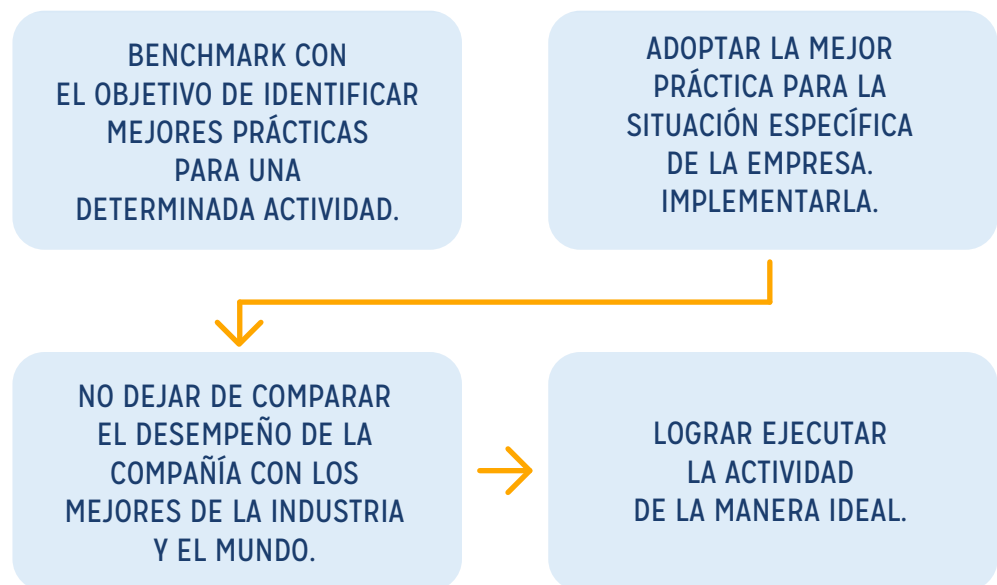 BENCHMARK CON
EL OBJETIVO DE IDENTIFICAR
MEJORES PRÁCTICAS
PARA UNA
DETERMINADA ACTIVIDAD.
ADOPTAR LA MEJOR
PRÁCTICA PARA LA
SITUACIÓN ESPECÍFICA
DE LA EMPRESA.
IMPLEMENTARLA.
NO DEJAR DE COMPARAR
EL DESEMPEÑO DE LA
COMPAÑÍA CON LOS
MEJORES DE LA INDUSTRIA
Y EL MUNDO.
LOGRAR EJECUTAR
LA ACTIVIDAD
DE LA MANERA IDEAL.